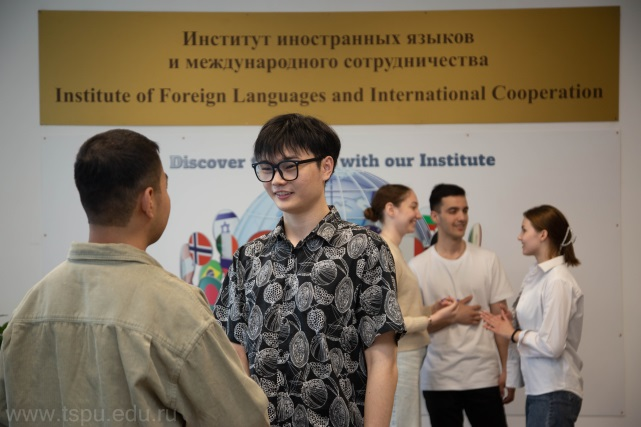 Институт иностранных языков
и международного сотрудничества
Institute of Foreign Languages and International Cooperation
Discover t with our Institute
www.tspu.edu.ru